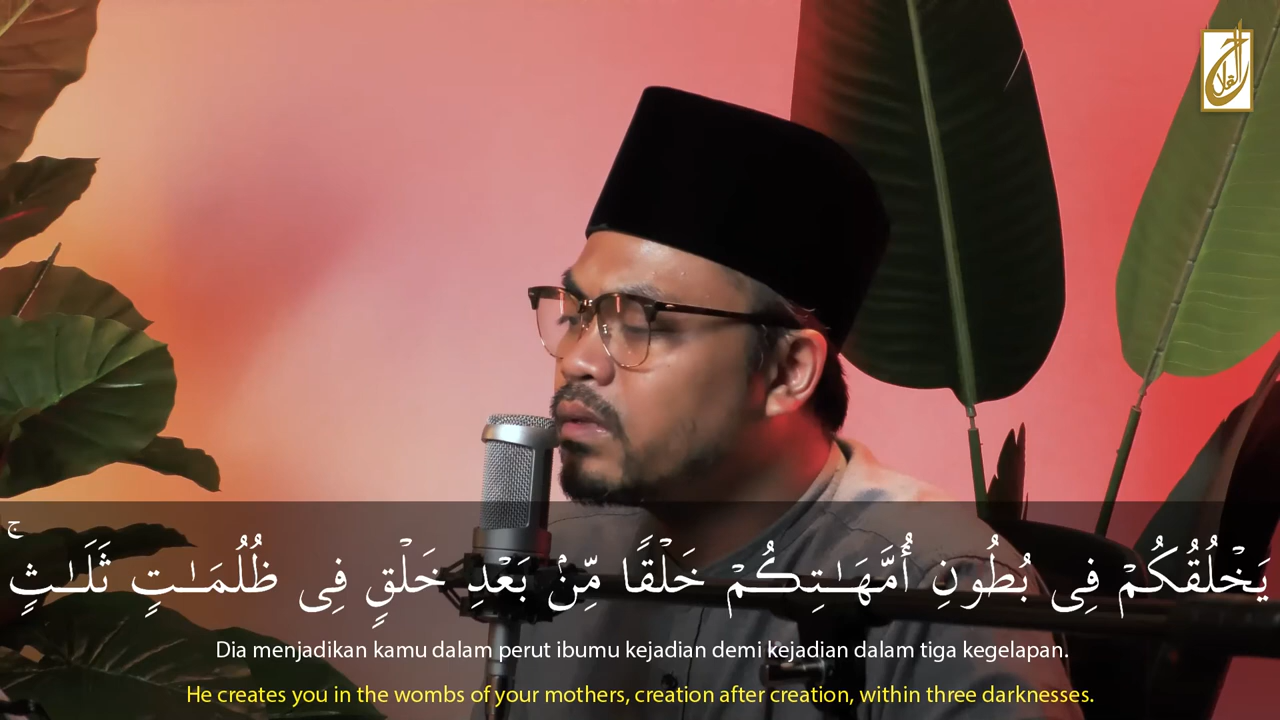 العلاج
يَخْلُقُكُمْ فِى بُطُونِ أُمَّهَـٰتِكُمْ خَلْقًا مِّنۢ بَعْدِ خَلْقٍ فِى ظُلُمَـٰتٍ ثَلَـٰثٍ ۚ
Dia menjadikan kamu dalam perut ibumu kejadian demi kejadian dalam tiga kegelapan.
He creates you in the wombs of your mothers, creation after creation, within three darknesses.